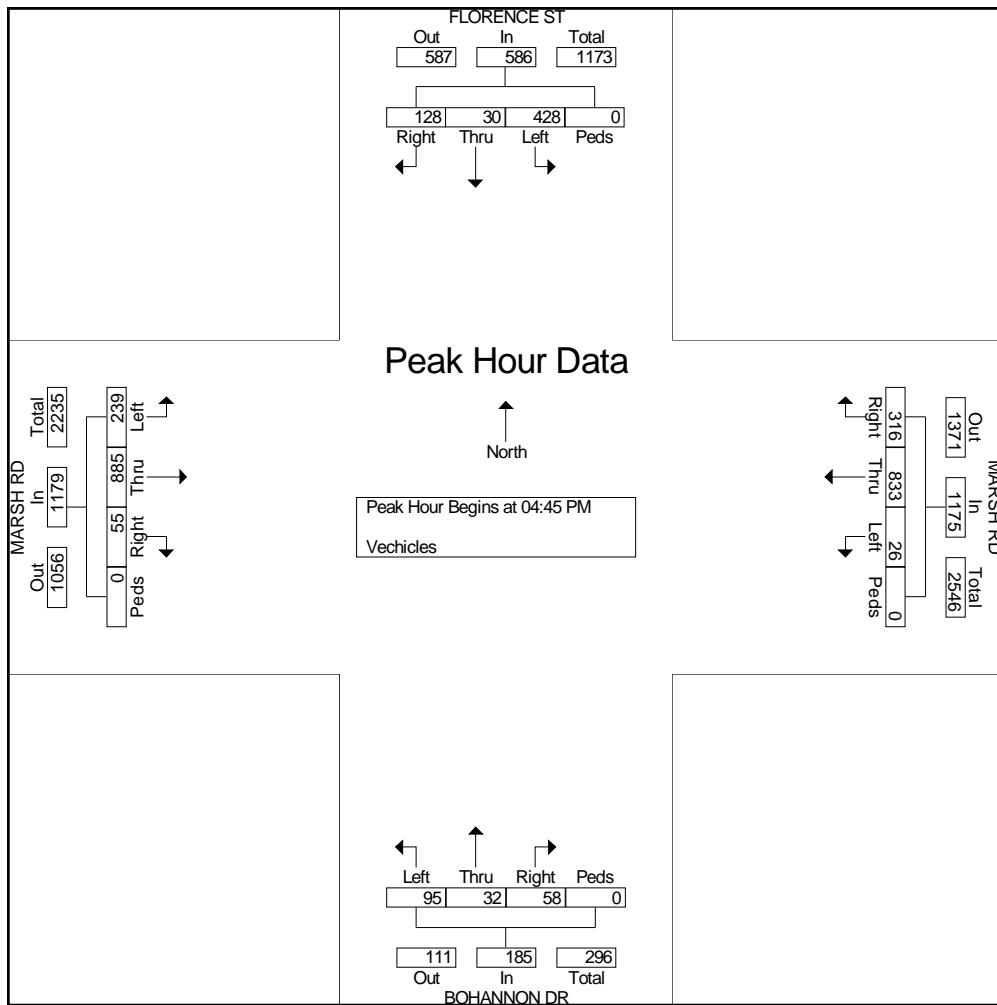 FLORENCE ST
Out In Total
587 586 1173
128 30 428 0
Right Thru Left Peds
Peak Hour Data
North
Peak Hour Begins at 04:45 PM
Vechicles
MARSH RD
Total In Out
2235 1179 1056
239 885 55 0
Left Thru Right Peds
MARSH RD
Out In Total
1371 1175 2546
316 833 26 0
Right Thru Left Peds
Left Thru Right Peds
95 32 58 0
111 185 296
Out In Total
BOHANNON DR